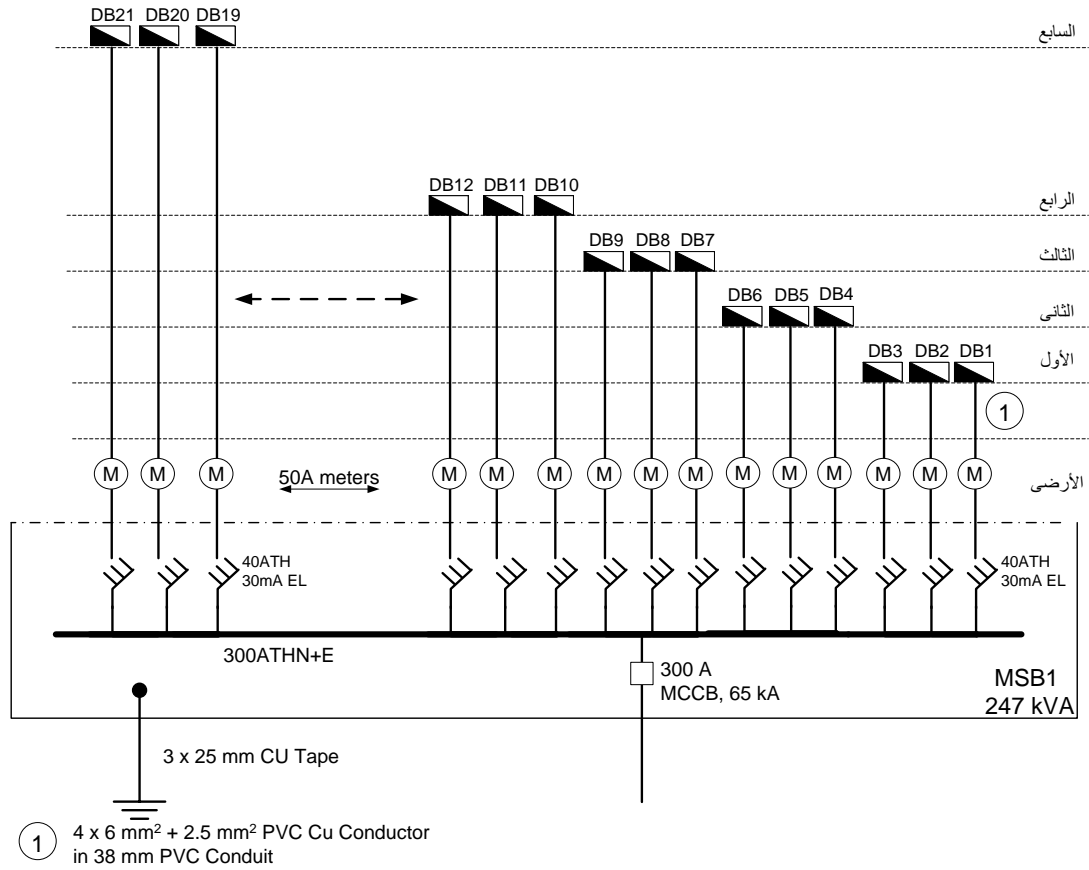 DB21 DB20 DB19
السابع
DB12 DB11 DB10
الرابع
DB9 DB8 DB7
الثالث
DB6 DB5 DB4
الثانى
DB3 DB2 DB1
الأول
1
M M M 50A meters M M M M M M M M M M M M
الأرضى
40ATH
30mA EL
40ATH
30mA EL
300ATHN+E
300 A
MCCB, 65 kA
MSB1
247 kVA
3 x 25 mm CU Tape
1 4 x 6 mm² + 2.5 mm² PVC Cu Conductor
in 38 mm PVC Conduit